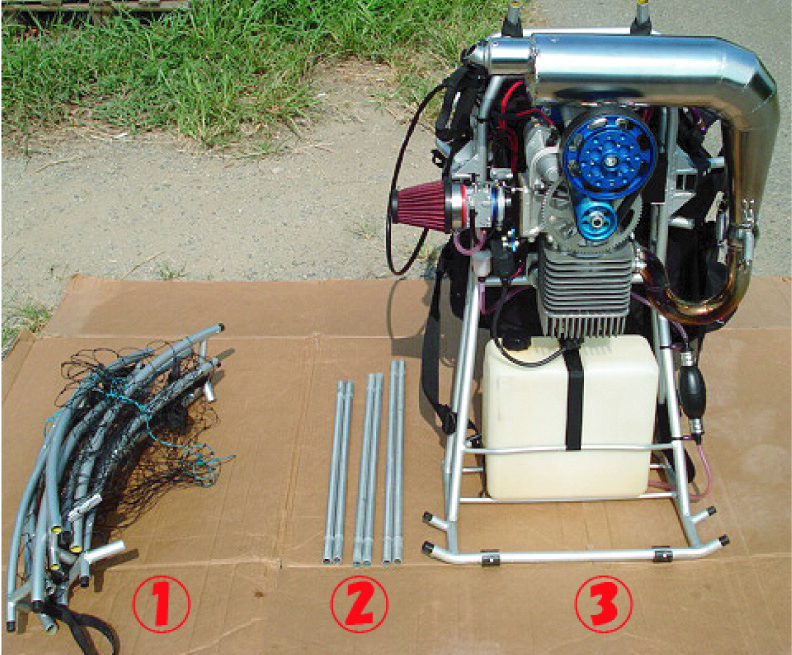 ① ② ③